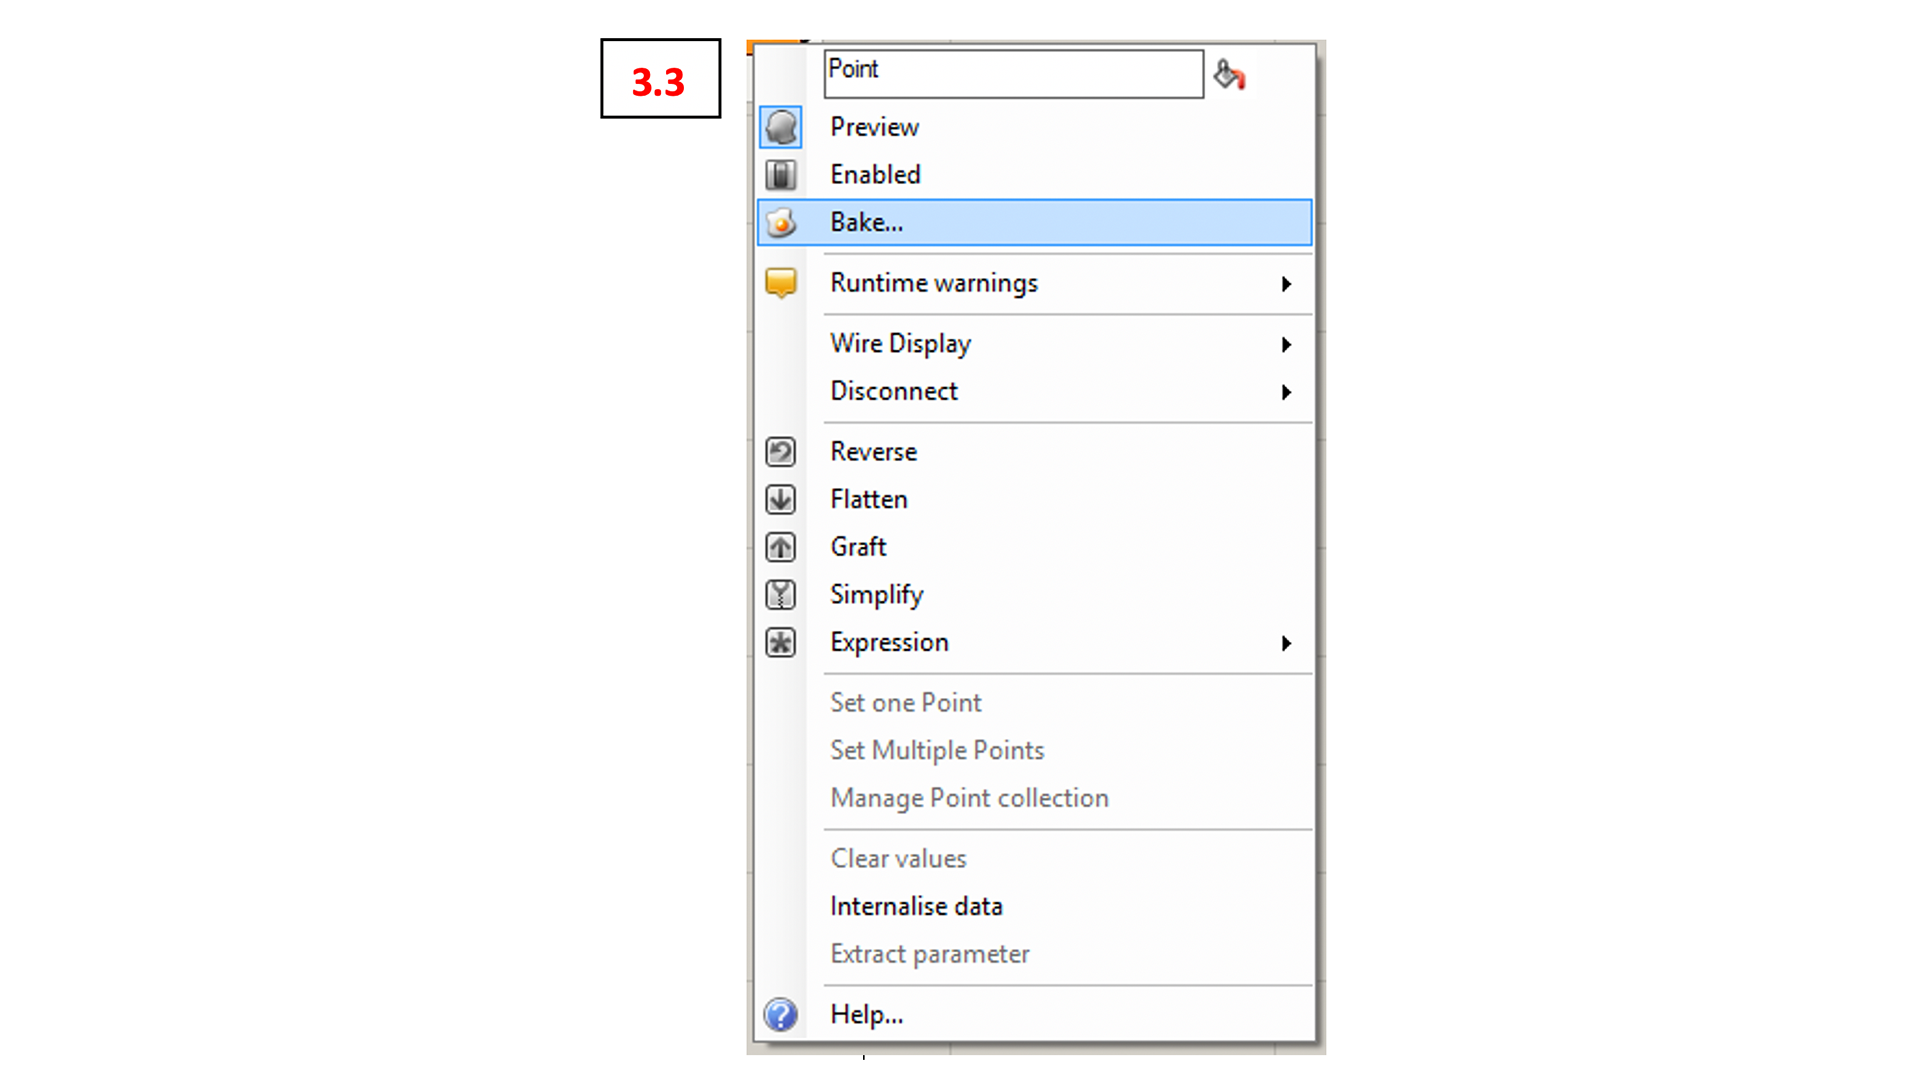 3.3
Point
Preview
Enabled
Bake...
Runtime warnings
Wire Display
Disconnect
Reverse
Flatten
Graft
Simplify
Expression
Set one Point
Set Multiple Points
Manage Point collection
Clear values
Internalise data
Extract parameter
Help...